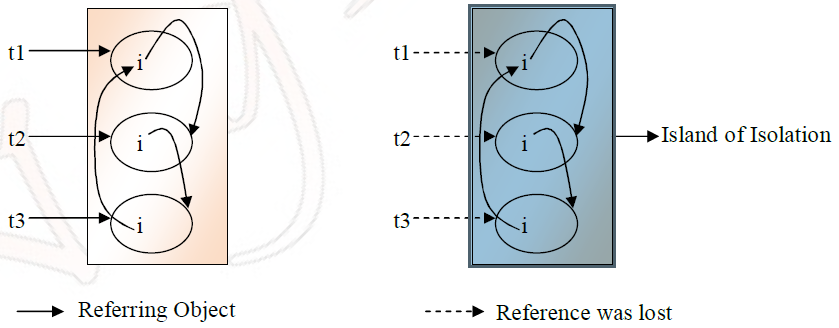 t1 i t1 i
t2 i t2 i Island of Isolation
t3 i t3 i
Referring Object Reference was lost